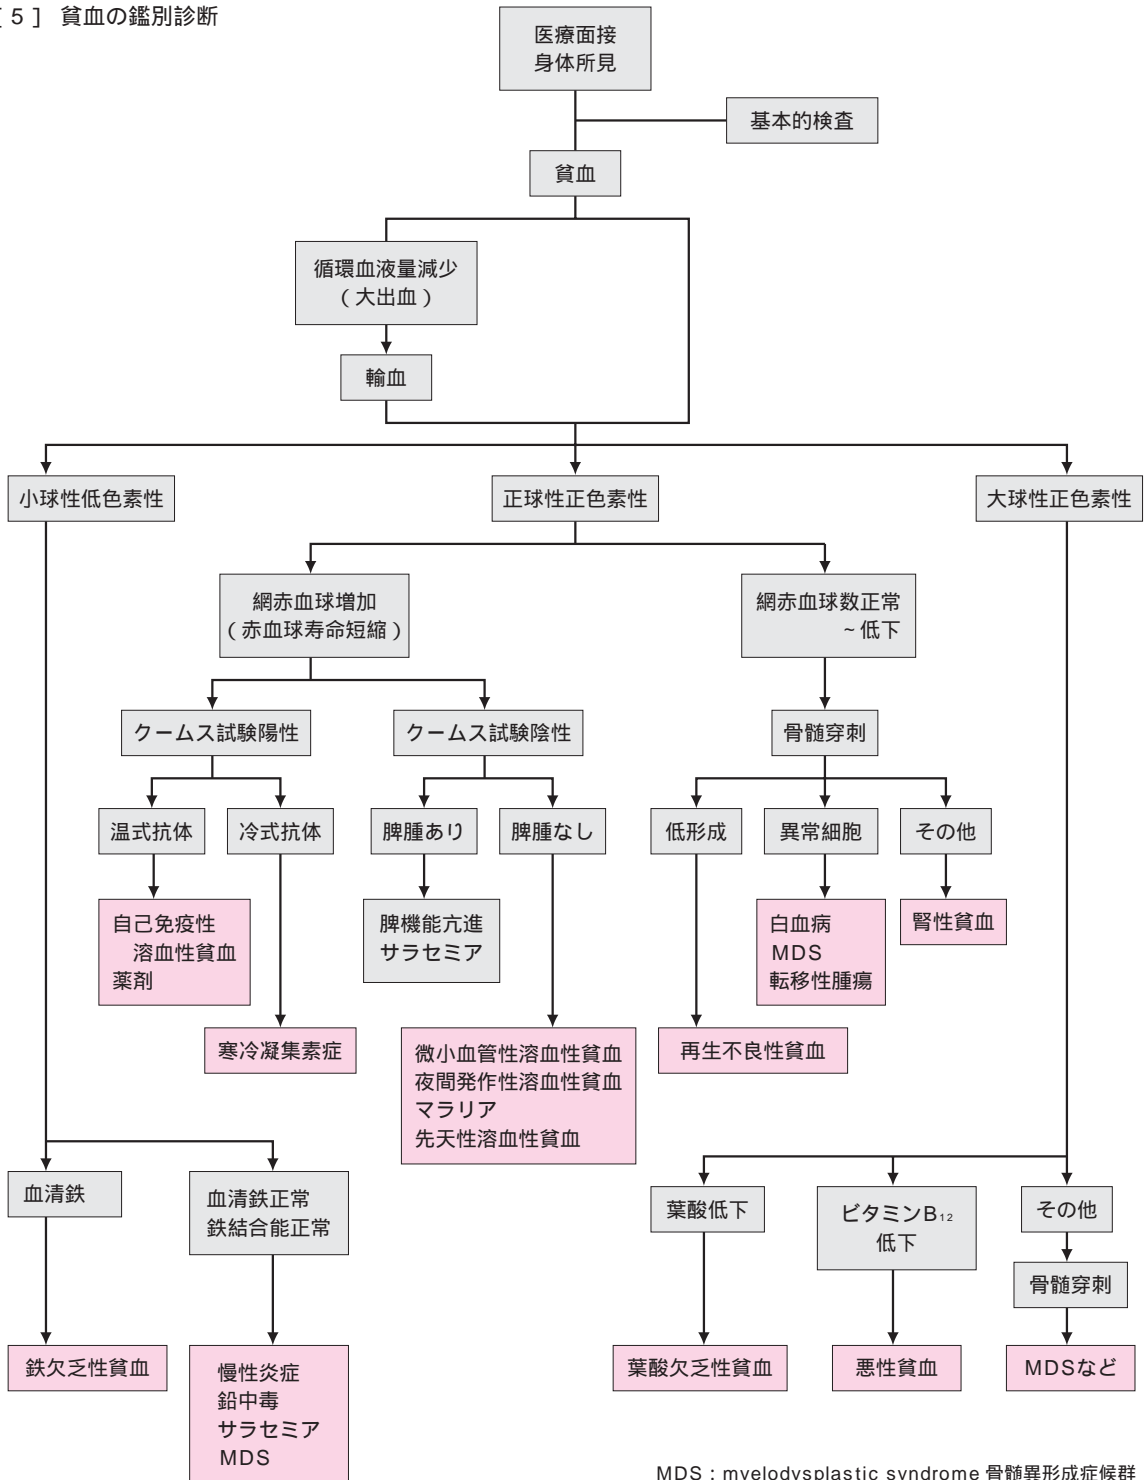 [ 5 ] 貧血の鑑別診断
医療面接
身体所見
基本的検査
貧血
循環血液量減少
（大出血）
輸血
小球性低色素性
正球性正色素性
大球性正色素性
網赤血球増加
（赤血球寿命短縮）
網赤血球数正常
~低下
クームス試験陽性
クームス試験陰性
骨髄穿刺
温式抗体
冷式抗体
脾腫あり
脾腫なし
低形成
異常細胞
その他
自己免疫性
溶血性貧血
薬剤
脾機能亢進
サラセミア
白血病
MDS
転移性腫瘍
腎性貧血
寒冷凝集素症
微小血管性溶血性貧血
夜間発作性溶血性貧血
マラリア
先天性溶血性貧血
再生不良性貧血
血清鉄
血清鉄正常
鉄結合能正常
葉酸低下
ビタミンB₁₂
低下
その他
骨髄穿刺
鉄欠乏性貧血
慢性炎症
鉛中毒
サラセミア
MDS
葉酸欠乏性貧血
悪性貧血
MDSなど
MDS：myelodysplastic syndrome 骨髄異形成症候群